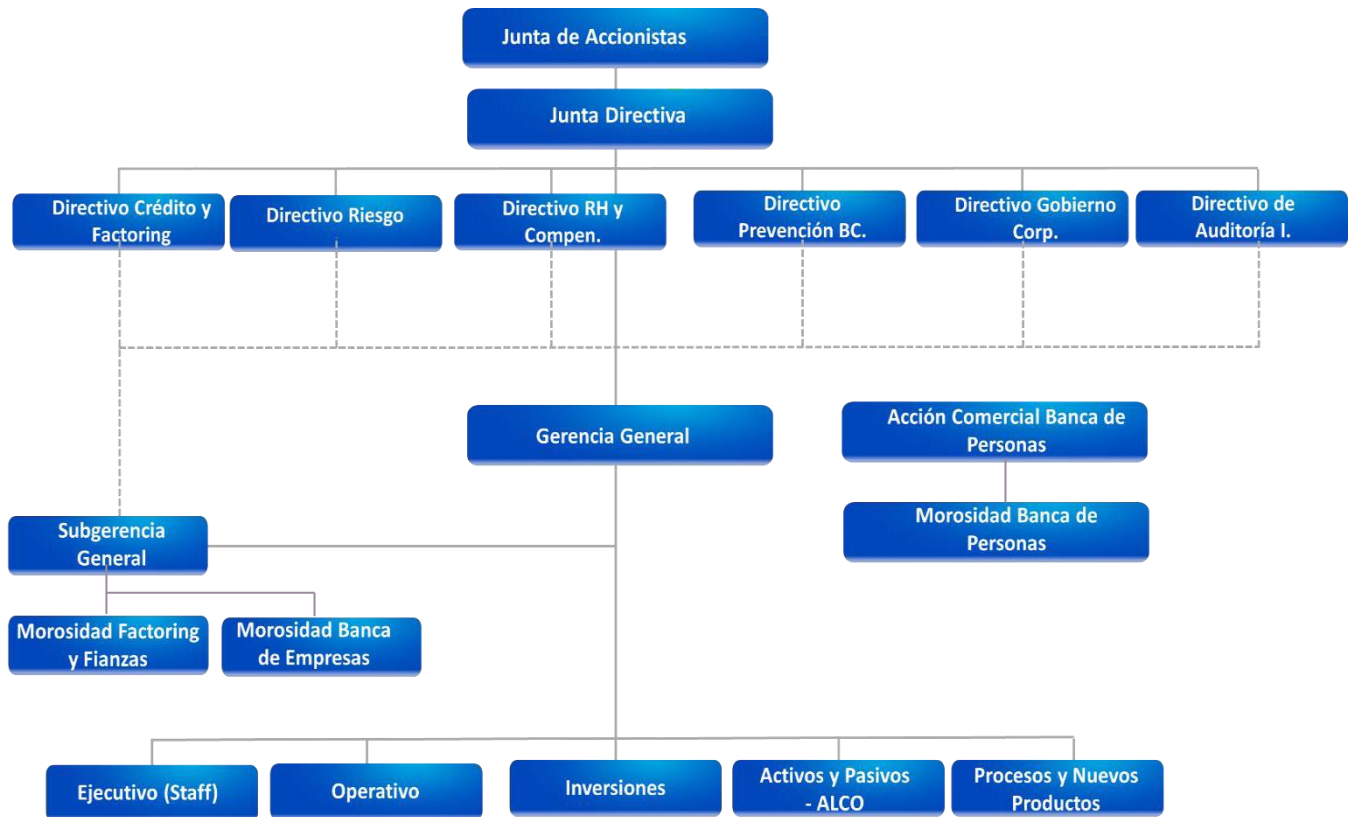 Junta de Accionistas
Junta Directiva
Directivo Crédito y
Factoring
Directivo Riesgo
Directivo RH y
Compen.
Directivo
Prevención BC.
Directivo Gobierno
Corp.
Directivo de
Auditoría I.
Gerencia General
Acción Comercial Banca de
Personas
Morosidad Banca de
Personas
Subgerencia
General
Morosidad Factoring
y Fianzas
Morosidad Banca
de Empresas
Ejecutivo (Staff)
Operativo
Inversiones
Activos y Pasivos
- ALCO
Procesos y Nuevos
Productos